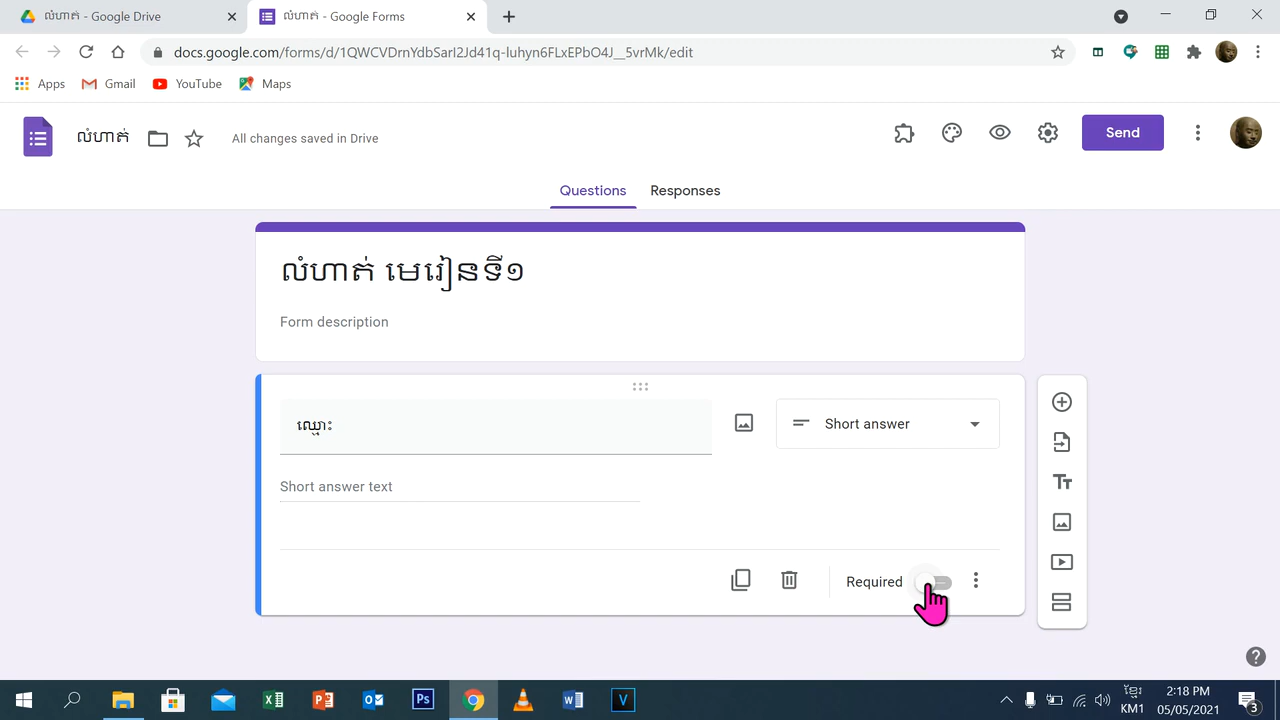 លំហាត់ - Google Drive
លំហាត់ - Google Forms
docs.google.com/forms/d/1QWCVDrnYdbSarI2Jd41q-Iuhyn6FLxEPbO4J__5vrMk/edit
Apps
Gmail
YouTube
Maps
លំហាត់
All changes saved in Drive
Send
Questions
Responses
លំហាត់ មេរៀនទី១
Form description
ឈ្មោះ
Short answer
Short answer text
Required
ខ្មែរ
2:18 PM
KM1
05/05/2021
3